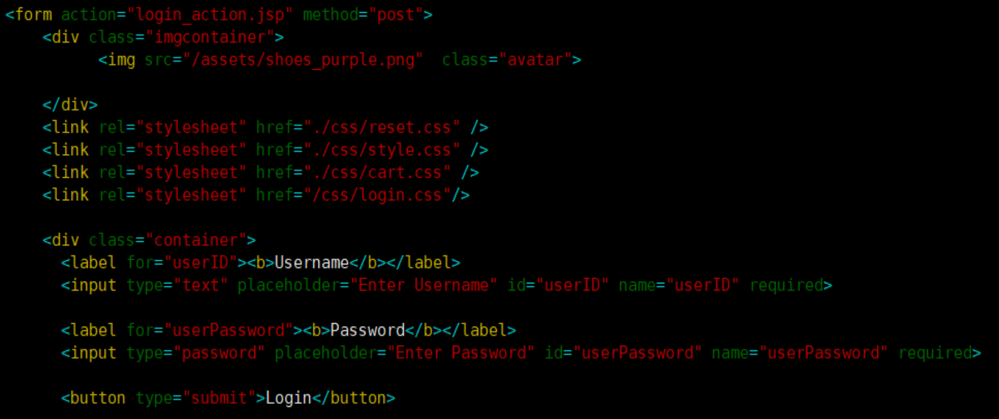 <form action="login_action.jsp" method="post">
<div class="imgcontainer">
<img src="/assets/shoes_purple.png"  class="avatar">
</div>
<link rel="stylesheet" href="./css/reset.css" />
<link rel="stylesheet" href="./css/style.css" />
<link rel="stylesheet" href="./css/cart.css" />
<link rel="stylesheet" href="/css/login.css"/>
<div class="container">
<label for="userID"><b>Username</b></label>
<input type="text" placeholder="Enter Username" id="userID" name="userID" required>
<label for="userPassword"><b>Password</b></label>
<input type="password" placeholder="Enter Password" id="userPassword" name="userPassword" required>
<button type="submit">Login</button>